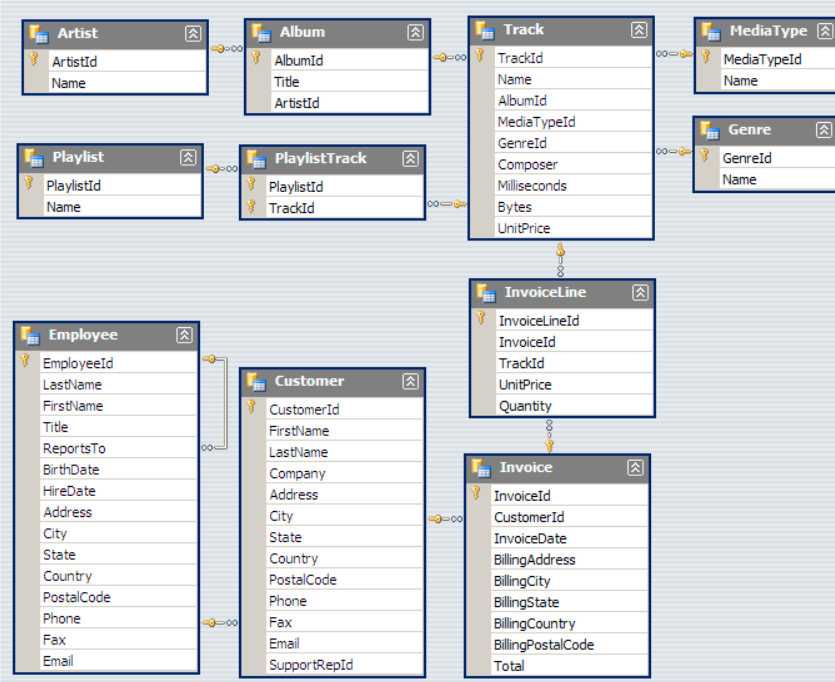 Artist
ArtistId
Name
Album
AlbumId
Title
ArtistId
Track
TrackId
Name
AlbumId
MediaTypeId
GenreId
Composer
Milliseconds
Bytes
UnitPrice
MediaType
MediaTypeId
Name
Genre
GenreId
Name
Playlist
PlaylistId
Name
PlaylistTrack
PlaylistId
TrackId
InvoiceLine
InvoiceLineId
InvoiceId
TrackId
UnitPrice
Quantity
Employee
EmployeeId
LastName
FirstName
Title
ReportsTo
BirthDate
HireDate
Address
City
State
Country
PostalCode
Phone
Fax
Email
Customer
CustomerId
FirstName
LastName
Company
Address
City
State
Country
PostalCode
Phone
Fax
Email
SupportRepId
Invoice
InvoiceId
CustomerId
InvoiceDate
BillingAddress
BillingCity
BillingState
BillingCountry
BillingPostalCode
Total